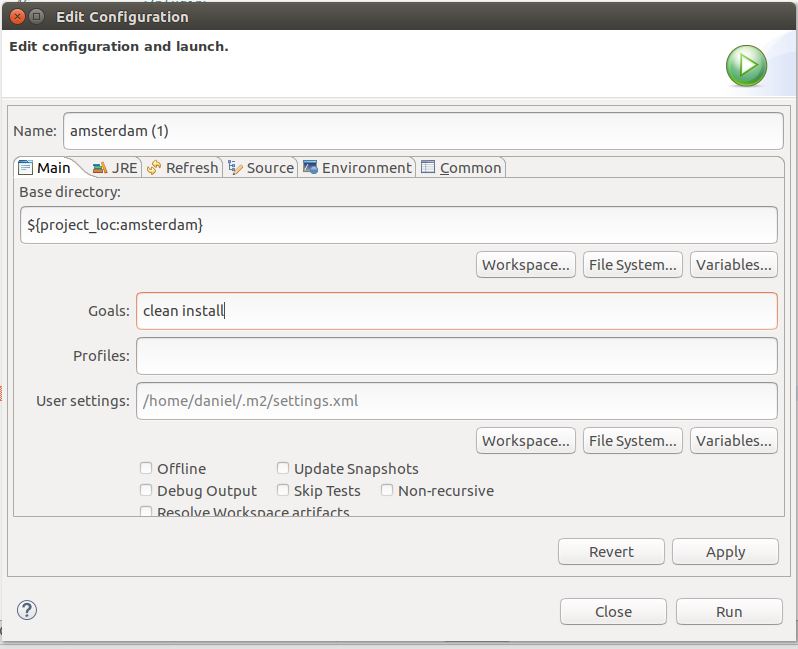 Edit Configuration
Edit configuration and launch.
Name: amsterdam (1)
Main JRE Refresh Source Environment Common
Base directory:
${project_loc:amsterdam}
Workspace... File System... Variables...
Goals: clean install
Profiles:
User settings: /home/daniel/.m2/settings.xml
Workspace... File System... Variables...
Offline Update Snapshots
Debug Output Skip Tests Non-recursive
Resolve Workspace artifacts
Revert Apply
? Close Run